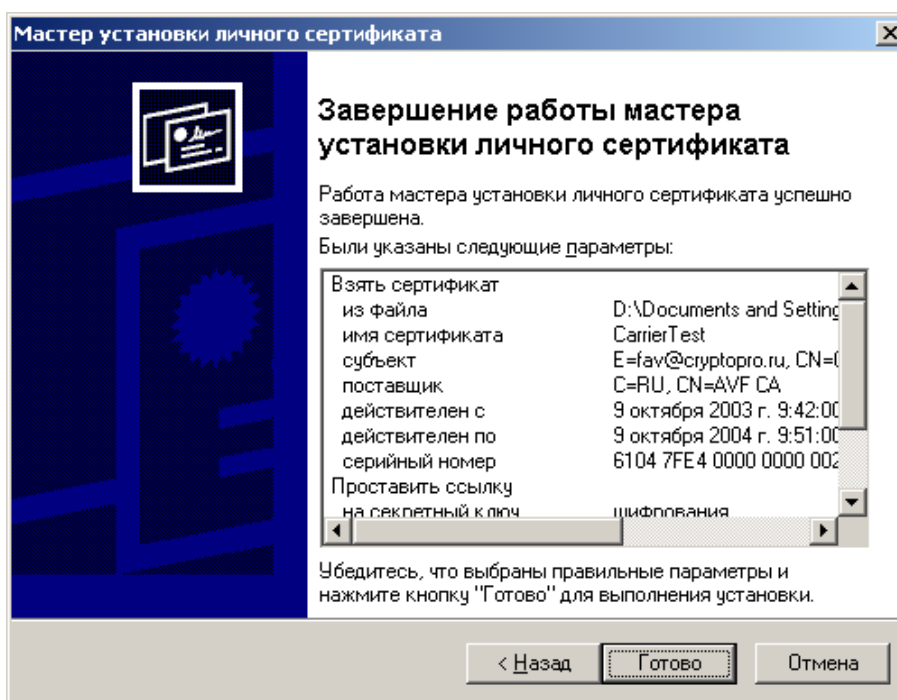 Мастер установки личного сертификата
Завершение работы мастера
установки личного сертификата
Работа мастера установки личного сертификата успешно
завершена.
Были указаны следующие параметры:
Взять сертификат
из файла D:\Documents and Setting
имя сертификата CarrierTest
субъект E=fav@cryptopro.ru, CN=
поставщик C=RU, CN=AVF CA
действителен с 9 октября 2003 г. 9:42:00
действителен по 9 октября 2004 г. 9:51:00
серийный номер 6104 7FE4 0000 0000 002
Проставить ссылку
на секретный ключ шифрования
Убедитесь, что выбраны правильные параметры и
нажмите кнопку "Готово" для выполнения установки.
< Назад Готово Отмена